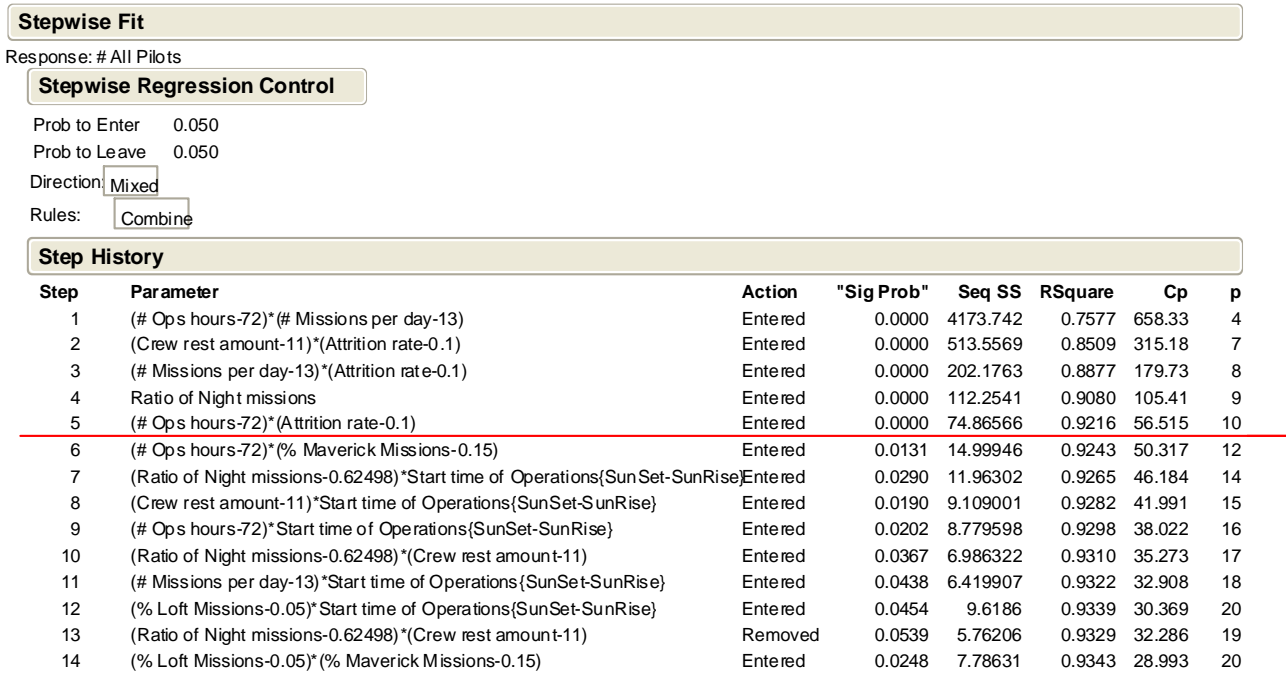 Stepwise Fit
Response: # All Pilots
Stepwise Regression Control
Prob to Enter 0.050
Prob to Leave 0.050
Direction: Mixed
Rules: Combine
Step History
Step Parameter Action "Sig Prob" Seq SS RSquare Cp p
1 (# Ops hours-72)*(# Missions per day-13) Entered 0.0000 4173.742 0.7577 658.33 4
2 (Crew rest amount-11)*(Attrition rate-0.1) Entered 0.0000 513.5569 0.8509 315.18 7
3 (# Missions per day-13)*(Attrition rate-0.1) Entered 0.0000 202.1763 0.8877 179.73 8
4 Ratio of Night missions Entered 0.0000 112.2541 0.9080 105.41 9
5 (# Ops hours-72)*(Attrition rate-0.1) Entered 0.0000 74.86566 0.9216 56.515 10
6 (# Ops hours-72)*(% Maverick Missions-0.15) Entered 0.0131 14.99946 0.9243 50.317 12
7 (Ratio of Night missions-0.62498)*Start time of Operations{SunSet-SunRise} Entered 0.0290 11.96302 0.9265 46.184 14
8 (Crew rest amount-11)*Start time of Operations{SunSet-SunRise} Entered 0.0190 9.109001 0.9282 41.991 15
9 (# Ops hours-72)*Start time of Operations{SunSet-SunRise} Entered 0.0202 8.779598 0.9298 38.022 16
10 (Ratio of Night missions-0.62498)*(Crew rest amount-11) Entered 0.0367 6.986322 0.9310 35.273 17
11 (# Missions per day-13)*Start time of Operations{SunSet-SunRise} Entered 0.0438 6.419907 0.9322 32.908 18
12 (% Loft Missions-0.05)*Start time of Operations{SunSet-SunRise} Entered 0.0454 9.6186 0.9339 30.369 20
13 (Ratio of Night missions-0.62498)*(Crew rest amount-11) Removed 0.0539 5.76206 0.9329 32.286 19
14 (% Loft Missions-0.05)*(% Maverick Missions-0.15) Entered 0.0248 7.78631 0.9343 28.993 20